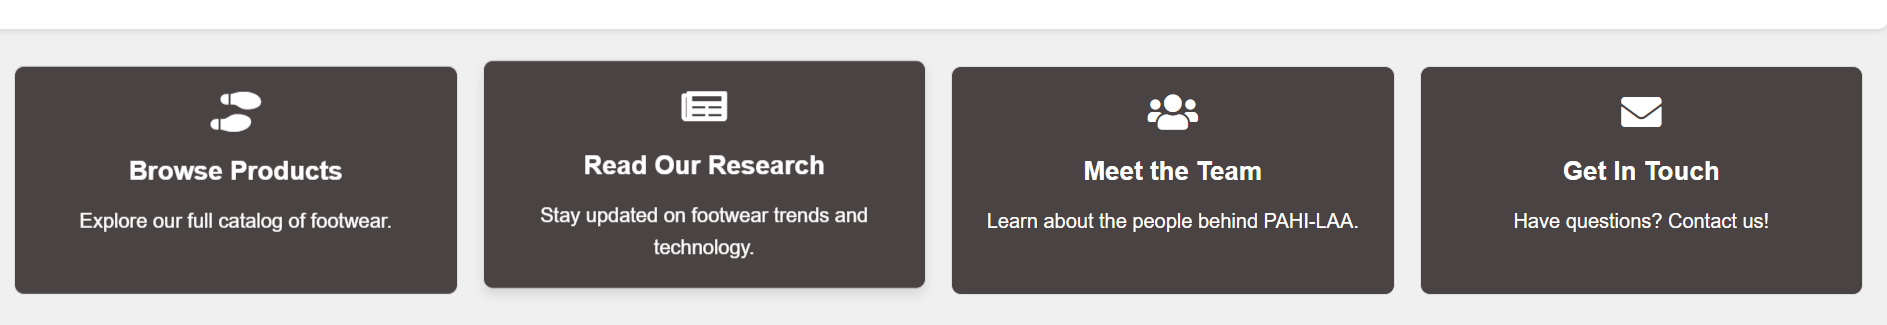 Browse Products
Explore our full catalog of footwear.
Read Our Research
Stay updated on footwear trends and
technology.
Meet the Team
Learn about the people behind PAHI-LAA.
Get In Touch
Have questions? Contact us!